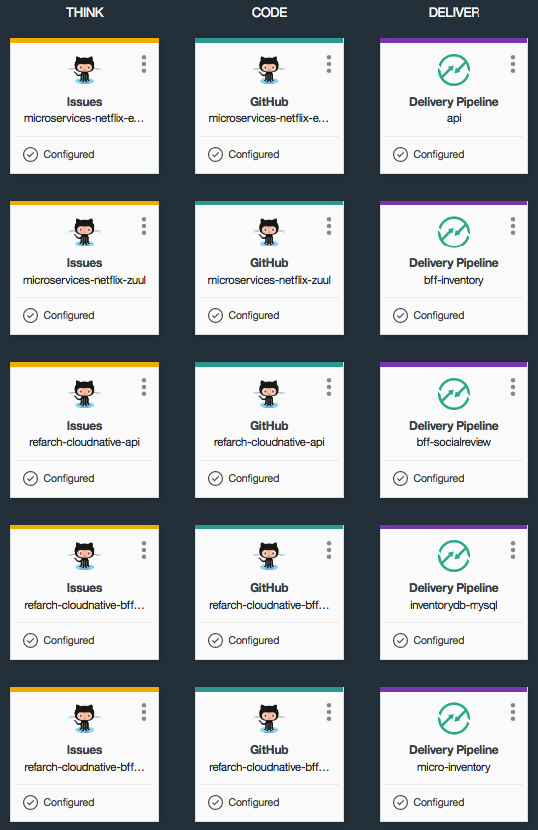 THINK
CODE
DELIVER
Issues
microservices-netflix-e...
Configured
GitHub
microservices-netflix-e...
Configured
Delivery Pipeline
api
Configured
Issues
microservices-netflix-zuul
Configured
GitHub
microservices-netflix-zuul
Configured
Delivery Pipeline
bff-inventory
Configured
Issues
refarch-cloudnative-api
Configured
GitHub
refarch-cloudnative-api
Configured
Delivery Pipeline
bff-socialreview
Configured
Issues
refarch-cloudnative-bff...
Configured
GitHub
refarch-cloudnative-bff...
Configured
Delivery Pipeline
inventorydb-mysql
Configured
Issues
refarch-cloudnative-bff...
Configured
GitHub
refarch-cloudnative-bff...
Configured
Delivery Pipeline
micro-inventory
Configured